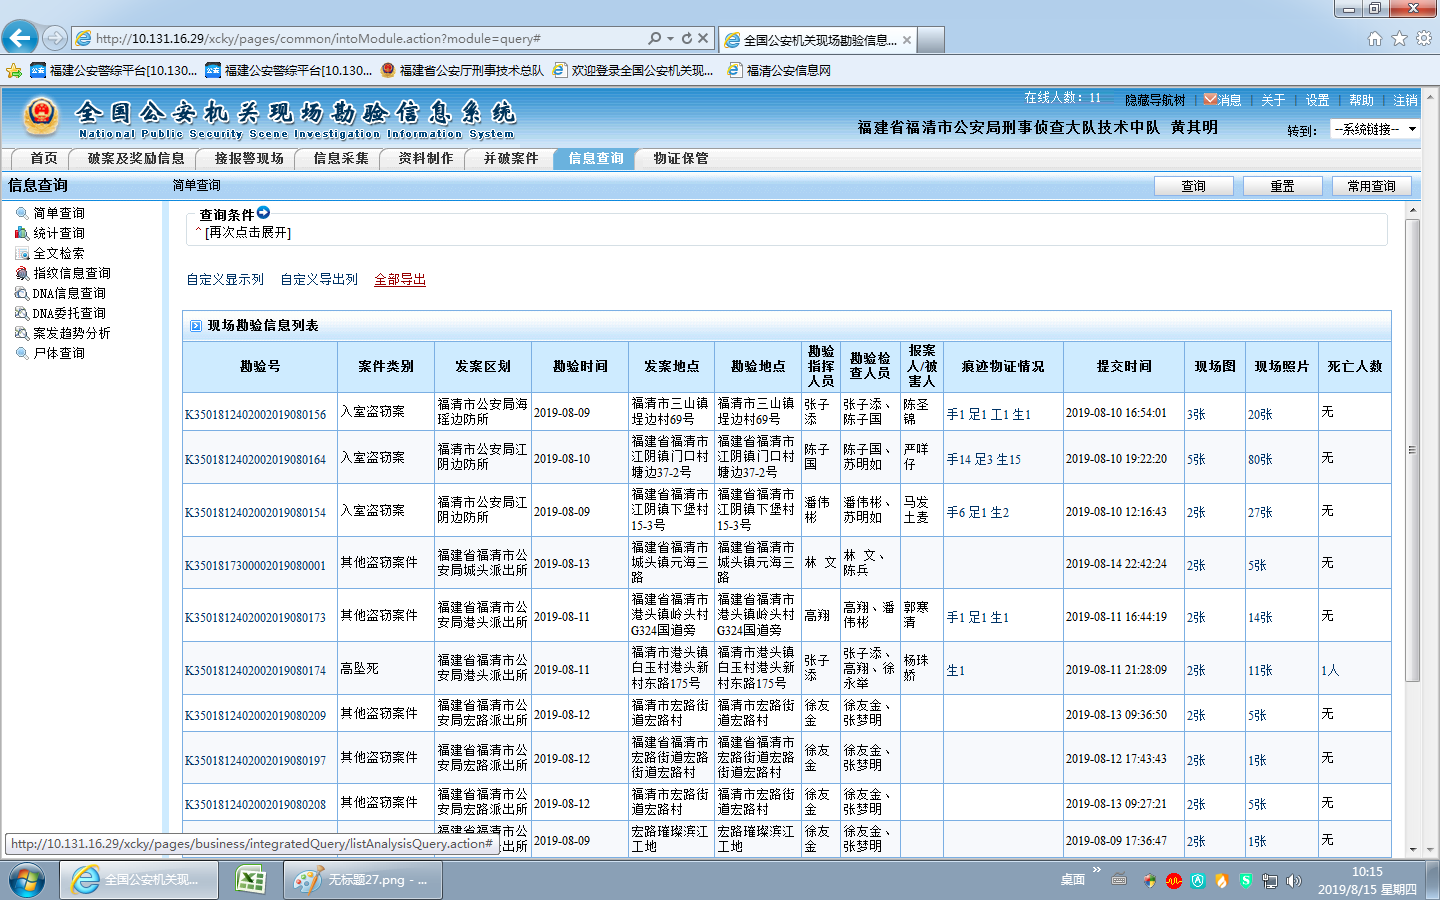 http://10.131.16.29/xcky/pages/common/intoModule.action?module=query#
全国公安机关现场勘验信息...
福建公安警综平台[10.130...
福建公安警综平台[10.130...
福建省公安厅刑事技术总队
欢迎登录全国公安机关现...
福清公安信息网
全国公安机关现场勘验信息系统
National Public Security Scene Investigation Information System
在线人数：11
隐藏导航树 消息 关于 设置 帮助 注销
福建省福清市公安局刑事侦查大队技术中队 黄其明
转到： --系统链接--
首页 破案及奖励信息 接报警现场 信息采集 资料制作 并破案件 信息查询 物证保管
信息查询
简单查询
查询 重置 常用查询
简单查询
统计查询
全文检索
指纹信息查询
DNA信息查询
DNA委托查询
案发趋势分析
尸体查询
查询条件
^ [再次点击展开]
自定义显示列 自定义导出列 全部导出
现场勘验信息列表
勘验号 案件类别 发案区划 勘验时间 发案地点 勘验地点 勘验指挥人员 勘验检查人员 报案人/被害人 痕迹物证情况 提交时间 现场图 现场照片 死亡人数
K3501812402002019080156 入室盗窃案 福清市公安局海瑶边防所 2019-08-09 福清市三山镇埕边村69号 福清市三山镇埕边村69号 张子添 张子添、陈子国 陈圣锦 手1 足1 工1 生1 2019-08-10 16:54:01 3张 20张 无
K3501812402002019080164 入室盗窃案 福清市公安局江阴边防所 2019-08-10 福建省福清市江阴镇门口村塘边37-2号 福建省福清市江阴镇门口村塘边37-2号 陈子国 陈子国、苏明如 严咩仔 手14 足3 生15 2019-08-10 19:22:20 5张 80张 无
K3501812402002019080154 入室盗窃案 福清市公安局江阴边防所 2019-08-09 福建省福清市江阴镇下堡村15-3号 福建省福清市江阴镇下堡村15-3号 潘伟彬 潘伟彬、苏明如 马发土麦 手6 足1 生2 2019-08-10 12:16:43 2张 27张 无
K3501817300002019080001 其他盗窃案件 福建省福清市公安局城头派出所 2019-08-13 福建省福清市城头镇元海三路 福建省福清市城头镇元海三路 林 文 林 文、陈兵 2019-08-14 22:42:24 2张 5张 无
K3501812402002019080173 其他盗窃案件 福建省福清市公安局港头派出所 2019-08-11 福建省福清市港头镇岭头村G324国道旁 福建省福清市港头镇岭头村G324国道旁 高翔 高翔、潘伟彬 郭寒清 手1 足1 生1 2019-08-11 16:44:19 2张 14张 无
K3501812402002019080174 高坠死 福建省福清市公安局港头派出所 2019-08-11 福清市港头镇白玉村港头新村东路175号 福清市港头镇白玉村港头新村东路175号 张子添 张子添、高翔、徐永举 杨珠娇 生1 2019-08-11 21:28:09 2张 11张 1人
K3501812402002019080209 其他盗窃案件 福建省福清市公安局宏路派出所 2019-08-12 福清市宏路街道宏路村 福清市宏路街道宏路村 徐友金 徐友金、张梦明 2019-08-13 09:36:50 2张 5张 无
K3501812402002019080197 其他盗窃案件 福建省福清市公安局宏路派出所 2019-08-12 福建省福清市宏路街道宏路街道宏路村 福建省福清市宏路街道宏路街道宏路村 徐友金 徐友金、张梦明 2019-08-12 17:43:43 2张 1张 无
K3501812402002019080208 其他盗窃案件 福建省福清市公安局宏路派出所 2019-08-12 福清市宏路街道宏路村 福清市宏路街道宏路村 徐友金 徐友金、张梦明 2019-08-13 09:27:21 2张 5张 无
福建省福清市公 出所 2019-08-09 宏路璀璨滨江工地 宏路璀璨滨江工地 徐友金 徐友金、张梦明 2019-08-09 17:36:47 2张 1张 无
http://10.131.16.29/xcky/pages/business/integratedQuery/listAnalysisQuery.action#
全国公安机关现...
无标题27.png - ...
桌面
10:15
2019/8/15 星期四